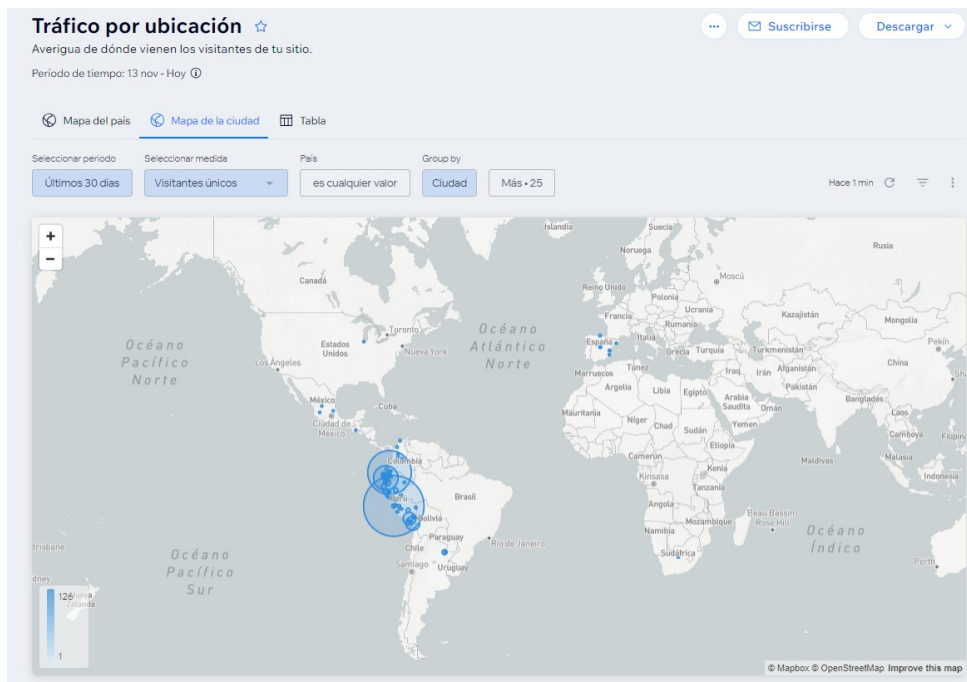 Tráfico por ubicación
Suscribirse
Descargar
Averigua de dónde vienen los visitantes de tu sitio.
Período de tiempo: 13 nov - Hoy
Mapa del país
Mapa de la ciudad
Tabla
Seleccionar periodo
Seleccionar medida
País
Group by
Últimos 30 días
Visitantes únicos
es cualquier valor
Ciudad
Más • 25
Hace 1 min
+
−
Islandia
Suecia
Rusia
Noruega
Moscú
Canadá
Reino Unido
Polonia
Ucrania
Kazajistán
Mongolia
Francia
Rumania
Toronto
Océano
Atlántico
Norte
Océano
Pacífico
Norte
Estados
Unidos
Nueva York
España
Italia
Grecia
Turquía
Turkmenistán
Pekín
Los Ángeles
Marruecos
Túnez
Iraq
Irán
Afganistán
China
Argelia
Libia
Egipto
Pakistán
Arabia
Saudita
Omán
Bangladés
México
Cuba
Mauritania
Níger
Chad
Sudán
Yemen
Laos
Ciudad de
México
Etiopía
Camboya
Filipin
Colombia
Camerún
Maldivas
Malasia
Kenia
Kinsasa
Indonesia
Tanzania
Perú
Brasil
Angola
Bolivia
Mozambique
Beau Bassin-
Rose Hill
Namibia
Océano
Índico
Paraguay
Río de Janeiro
Chile
Brisbane
Océano
Pacífico
Sur
Santiago
Uruguay
Sudáfrica
Perth
dney
126
Nueva
Zelanda
1
© Mapbox © OpenStreetMap Improve this map